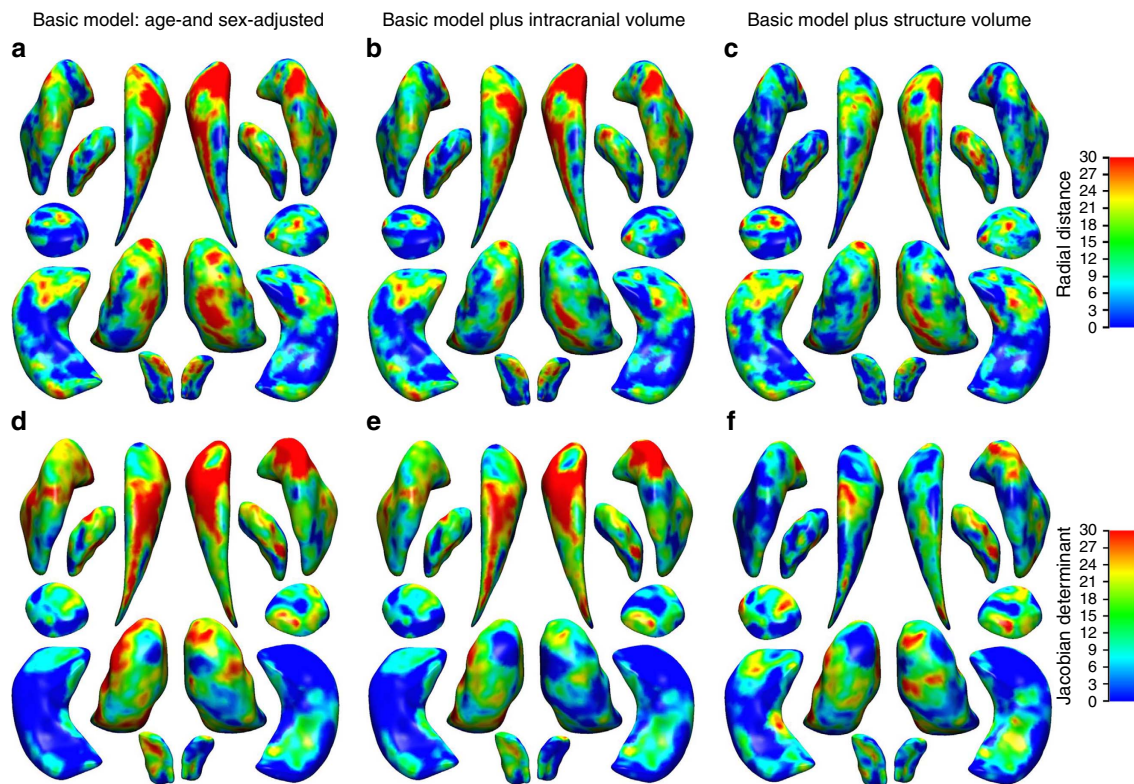 Basic model: age-and sex-adjusted
Basic model plus intracranial volume
Basic model plus structure volume
a
b
c
30
27
24
21
18
15
12
9
6
3
0
Radial distance
d
e
f
30
27
24
21
18
15
12
9
6
3
0
Jacobian determinant